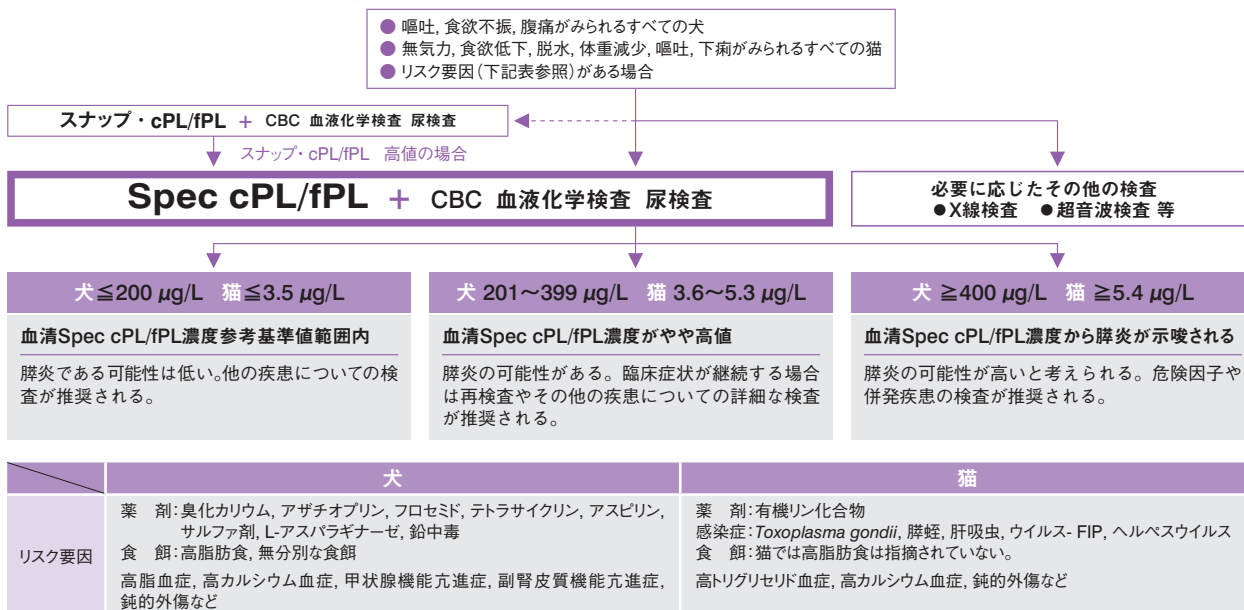 ● 嘔吐, 食欲不振, 腹痛がみられるすべての犬
● 無気力, 食欲低下, 脱水, 体重減少, 嘔吐, 下痢がみられるすべての猫
● リスク要因（下記表参照）がある場合
スナップ・cPL/fPL + CBC 血液化学検査 尿検査
スナップ・cPL/fPL 高値の場合
Spec cPL/fPL + CBC 血液化学検査 尿検査
必要に応じたその他の検査
●X線検査 ●超音波検査 等
犬≦200 μg/L 猫≦3.5 μg/L
血清Spec cPL/fPL濃度参考基準値範囲内
膵炎である可能性は低い。他の疾患についての検
査が推奨される。
犬 201〜399 μg/L 猫 3.6〜5.3 μg/L
血清Spec cPL/fPL濃度がやや高値
膵炎の可能性がある。臨床症状が継続する場合
は再検査やその他の疾患についての詳細な検査
が推奨される。
犬 ≧400 μg/L 猫 ≧5.4 μg/L
血清Spec cPL/fPL濃度から膵炎が示唆される
膵炎の可能性が高いと考えられる。危険因子や
併発疾患の検査が推奨される。
犬
猫
リスク要因
薬 剤：臭化カリウム, アザチオプリン, フロセミド, テトラサイクリン, アスピリン,
サルファ剤, L-アスパラギナーゼ, 鉛中毒
食 餌：高脂肪食, 無分別な食餌
高脂血症, 高カルシウム血症, 甲状腺機能亢進症, 副腎皮質機能亢進症,
鈍的外傷など
薬 剤：有機リン化合物
感染症：Toxoplasma gondii, 膵蛭, 肝吸虫, ウイルス- FIP, ヘルペスウイルス
食 餌：猫では高脂肪食は指摘されていない。
高トリグリセリド血症, 高カルシウム血症, 鈍的外傷など